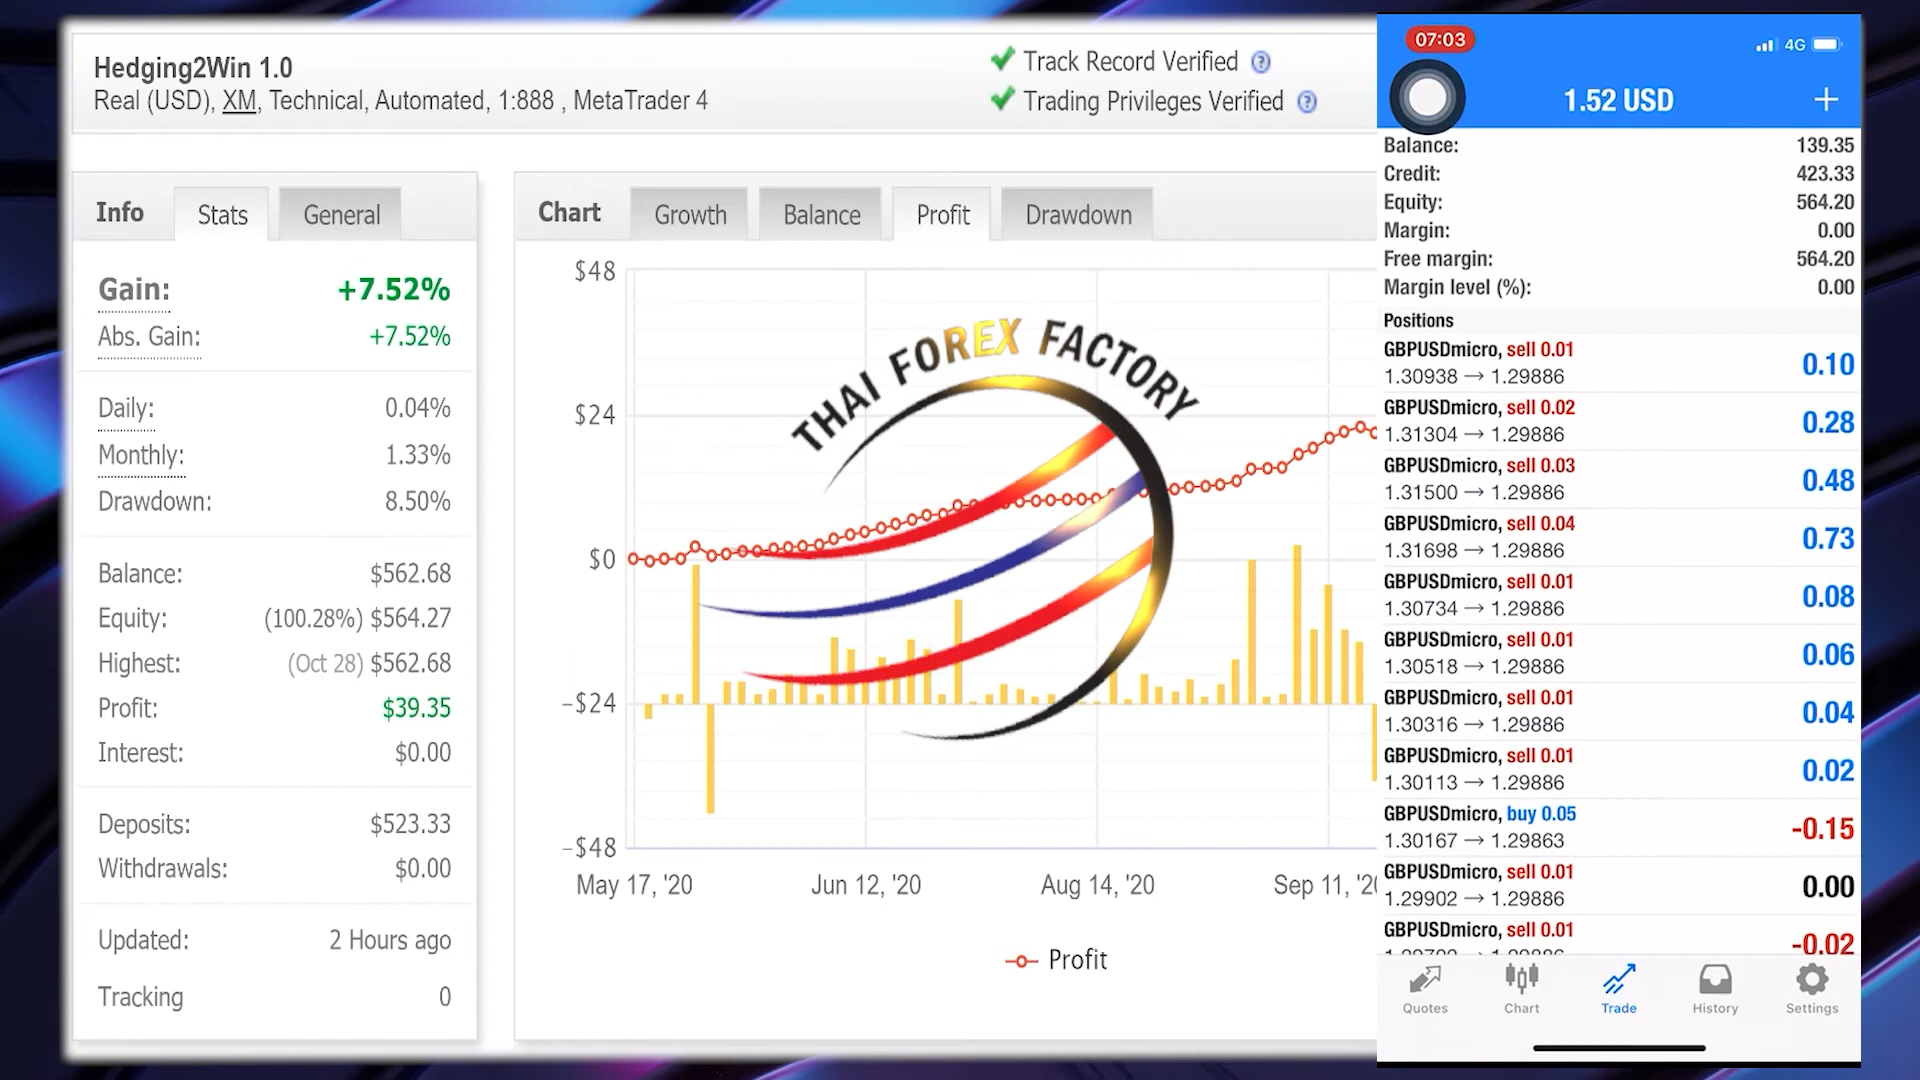 Hedging2Win 1.0
Real (USD), XM, Technical, Automated, 1:888 , MetaTrader 4
Track Record Verified ?
Trading Privileges Verified ?
Info Stats General
Gain: +7.52%
Abs. Gain: +7.52%
Daily: 0.04%
Monthly: 1.33%
Drawdown: 8.50%
Balance: $562.68
Equity: (100.28%) $564.27
Highest: (Oct 28) $562.68
Profit: $39.35
Interest: $0.00
Deposits: $523.33
Withdrawals: $0.00
Updated: 2 Hours ago
Tracking 0
Chart Growth Balance Profit Drawdown
$48
$24
$0
-$24
-$48
May 17, '20 Jun 12, '20 Aug 14, '20 Sep 11, '20
Profit
THAI FOREX FACTORY
07:03 4G
1.52 USD +
Balance: 139.35
Credit: 423.33
Equity: 564.20
Margin: 0.00
Free margin: 564.20
Margin level (%): 0.00
Positions
GBPUSDmicro, sell 0.01
1.30938 → 1.29886 0.10
GBPUSDmicro, sell 0.02
1.31304 → 1.29886 0.28
GBPUSDmicro, sell 0.03
1.31500 → 1.29886 0.48
GBPUSDmicro, sell 0.04
1.31698 → 1.29886 0.73
GBPUSDmicro, sell 0.01
1.30734 → 1.29886 0.08
GBPUSDmicro, sell 0.01
1.30518 → 1.29886 0.06
GBPUSDmicro, sell 0.01
1.30316 → 1.29886 0.04
GBPUSDmicro, sell 0.01
1.30113 → 1.29886 0.02
GBPUSDmicro, buy 0.05
1.30167 → 1.29863 -0.15
GBPUSDmicro, sell 0.01
1.29902 → 1.29886 0.00
GBPUSDmicro, sell 0.01
-0.02
Quotes Chart Trade History Settings